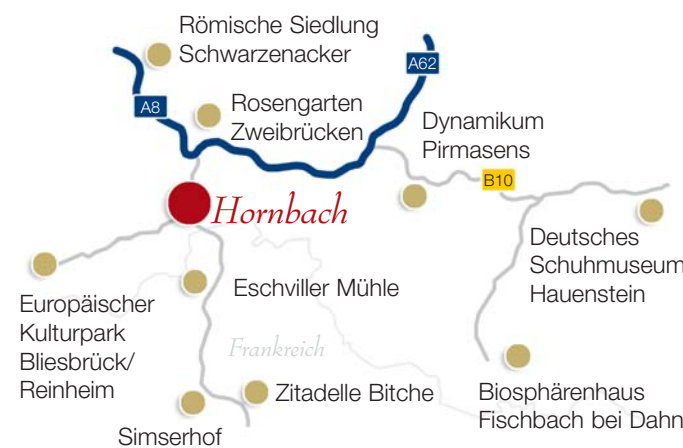 Römische Siedlung
Schwarzenacker
A62
A8
Rosengarten
Zweibrücken
Dynamikum
Pirmasens
B10
Hornbach
Deutsches
Schuhmuseum
Hauenstein
Eschviller Mühle
Europäischer
Kulturpark
Bliesbrück/
Reinheim
Frankreich
Zitadelle Bitche
Biosphärenhaus
Fischbach bei Dahn
Simserhof